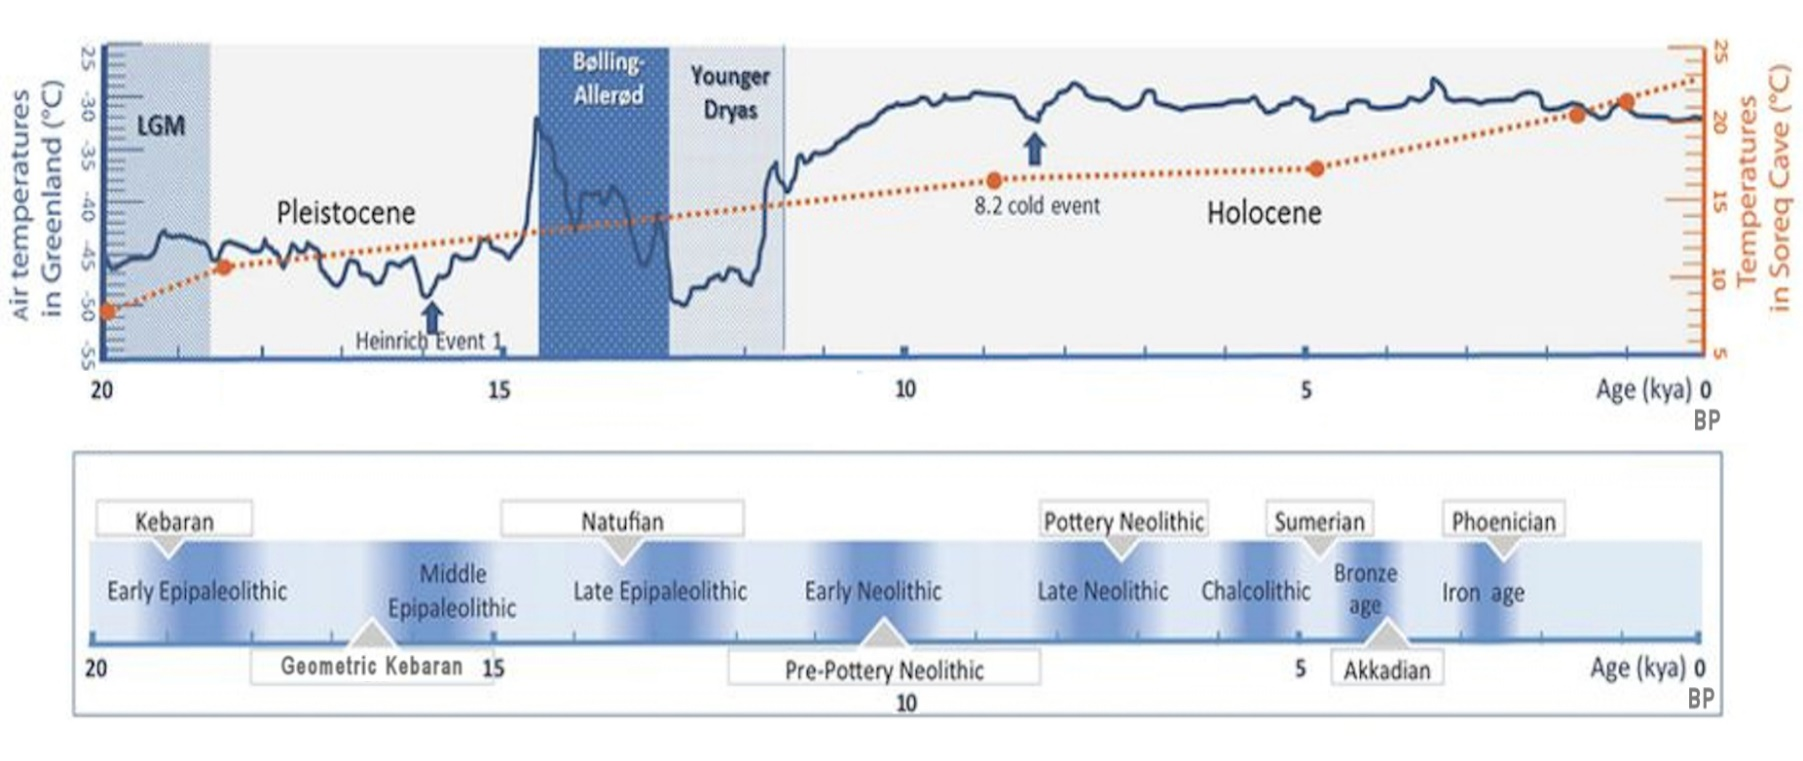 Air temperatures
in Greenland (°C)
25
-30
-35
-40
-45
-50
-55
LGM
Pleistocene
Heinrich Event 1
Bølling-
Allerød
Younger
Dryas
8.2 cold event
Holocene
25
20
15
10
5
Temperatures
in Soreq Cave (°C)
20
15
10
5
Age (kya) 0
BP
Kebaran
Natufian
Pottery Neolithic
Sumerian
Phoenician
Early Epipaleolithic
Middle
Epipaleolithic
Late Epipaleolithic
Early Neolithic
Late Neolithic
Chalcolithic
Bronze
age
Iron age
20
Geometric Kebaran
15
Pre-Pottery Neolithic
10
5
Akkadian
Age (kya) 0
BP